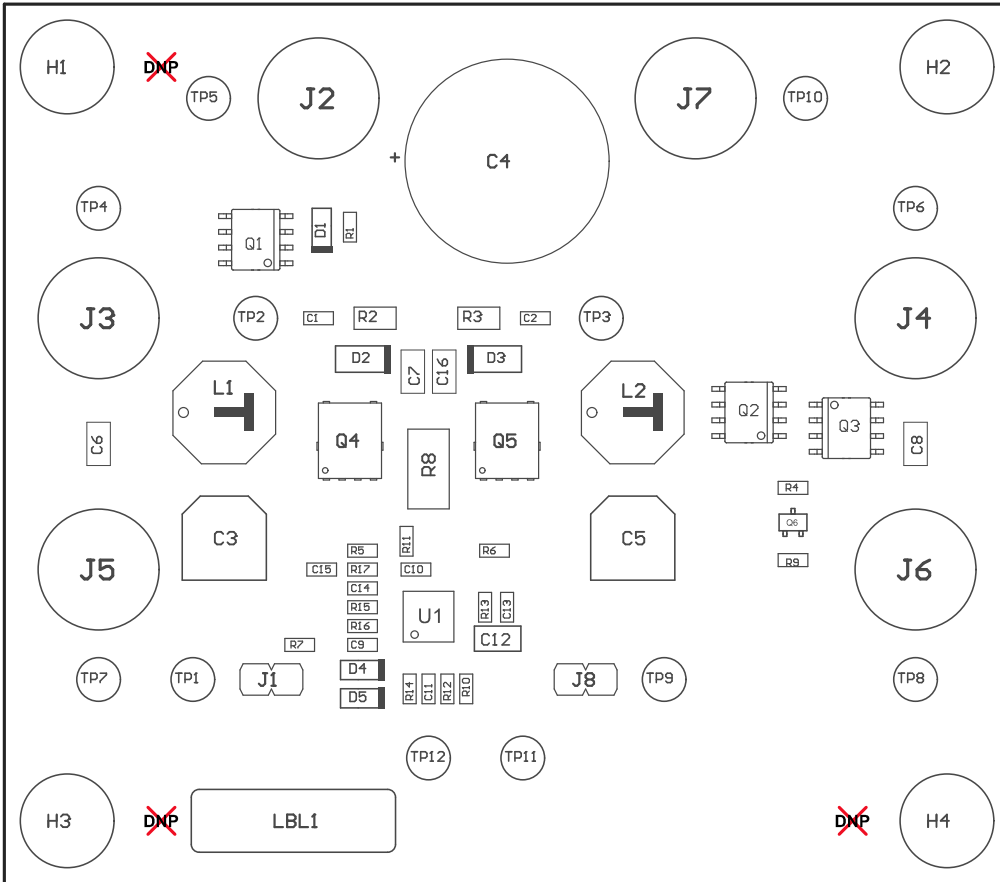 H1
DNP
TP5
J2
J7
TP10
H2
+
C4
TP4
TP6
Q1
D1
R1
J3
TP2
C1
R2
R3
C2
TP3
J4
D2
C7
C16
D3
L1
L2
C6
Q4
R8
Q5
Q2
Q3
C8
R4
Q6
R9
C3
C5
J5
J6
R11
R5
R6
C15
R17
C10
C14
R15
R16
C9
U1
R13
C13
C12
R7
TP7
TP1
J1
D4
D5
R14
C11
R12
R10
J8
TP9
TP8
TP12
TP11
H3
DNP
LBL1
DNP
H4